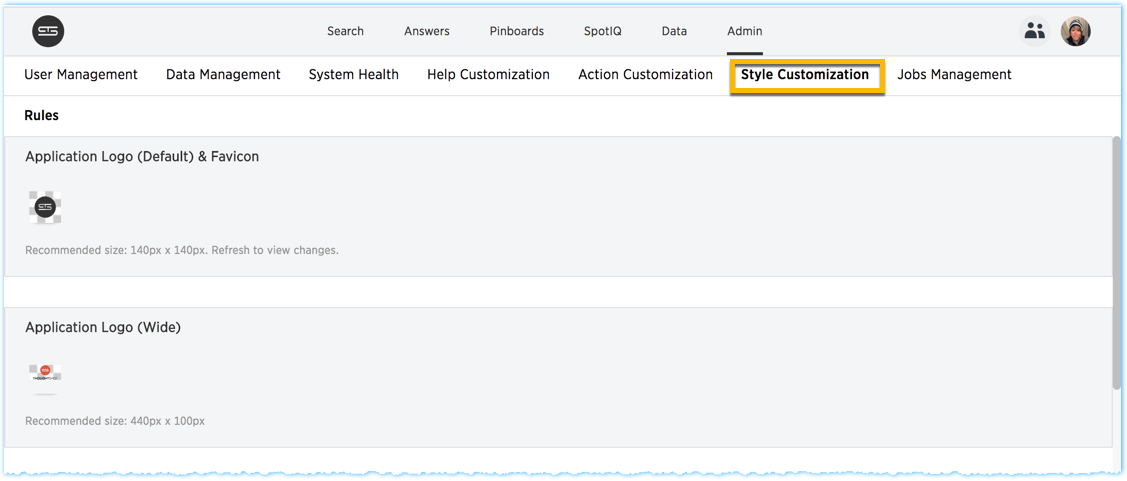 Search Answers Pinboards SpotIQ Data Admin
User Management Data Management System Health Help Customization Action Customization Style Customization Jobs Management
Rules
Application Logo (Default) & Favicon
Recommended size: 140px x 140px. Refresh to view changes.
Application Logo (Wide)
Recommended size: 440px x 100px